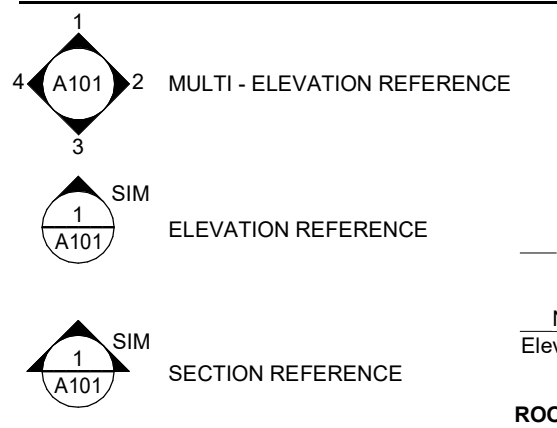 1
4 A101 2 MULTI - ELEVATION REFERENCE
3
SIM
1
A101
ELEVATION REFERENCE
SIM
1
A101
SECTION REFERENCE